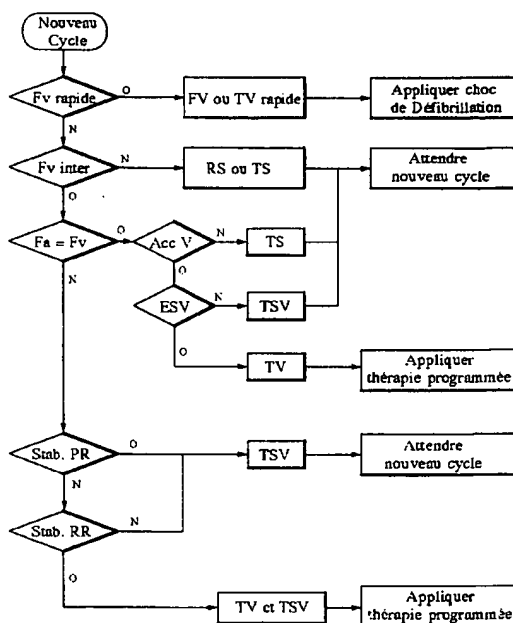 Nouveau
Cycle
Fv rapide
O
FV ou TV rapide
Appliquer choc
de Défibrillation
N
Fv inter
N
RS ou TS
Attendre
nouveau cycle
O
Fa = Fv
O
Acc V
N
TS
N
O
ESV
N
TSV
O
TV
Appliquer
thérapie programmée
Stab. PR
O
TSV
Attendre
nouveau cycle
N
Stab. RR
N
O
TV et TSV
Appliquer
thérapie programmée